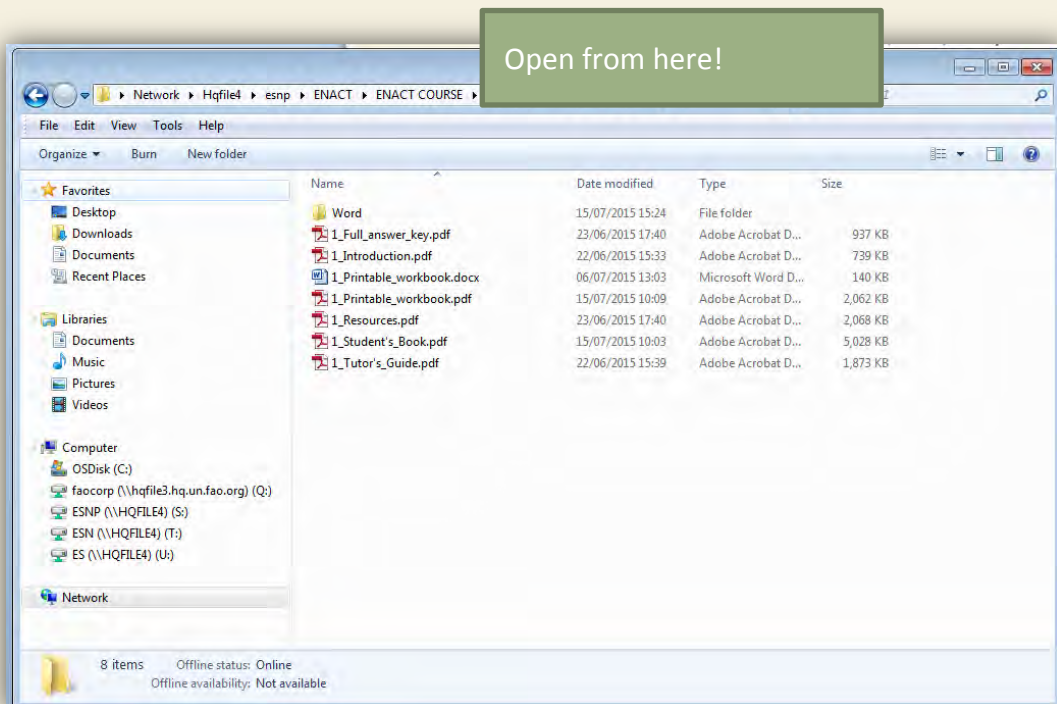 Open from here!
Network ▸ Hqfile4 ▸ esnp ▸ ENACT ▸ ENACT COURSE ▸
File Edit View Tools Help
Organize ▾ Burn New folder
Favorites
Desktop
Downloads
Documents
Recent Places
Libraries
Documents
Music
Pictures
Videos
Computer
OSDisk (C:)
faocorp (\\hqfile3.hq.un.fao.org) (Q:)
ESNP (\\HQFILE4) (S:)
ESN (\\HQFILE4) (T:)
ES (\\HQFILE4) (U:)
Network
Name Date modified Type Size
Word 15/07/2015 15:24 File folder
1_Full_answer_key.pdf 23/06/2015 17:40 Adobe Acrobat D... 937 KB
1_Introduction.pdf 22/06/2015 15:33 Adobe Acrobat D... 739 KB
1_Printable_workbook.docx 06/07/2015 13:03 Microsoft Word D... 140 KB
1_Printable_workbook.pdf 15/07/2015 10:09 Adobe Acrobat D... 2,062 KB
1_Resources.pdf 23/06/2015 17:40 Adobe Acrobat D... 2,068 KB
1_Student's_Book.pdf 15/07/2015 10:03 Adobe Acrobat D... 5,028 KB
1_Tutor's_Guide.pdf 22/06/2015 15:39 Adobe Acrobat D... 1,873 KB
8 items Offline status: Online
Offline availability: Not available